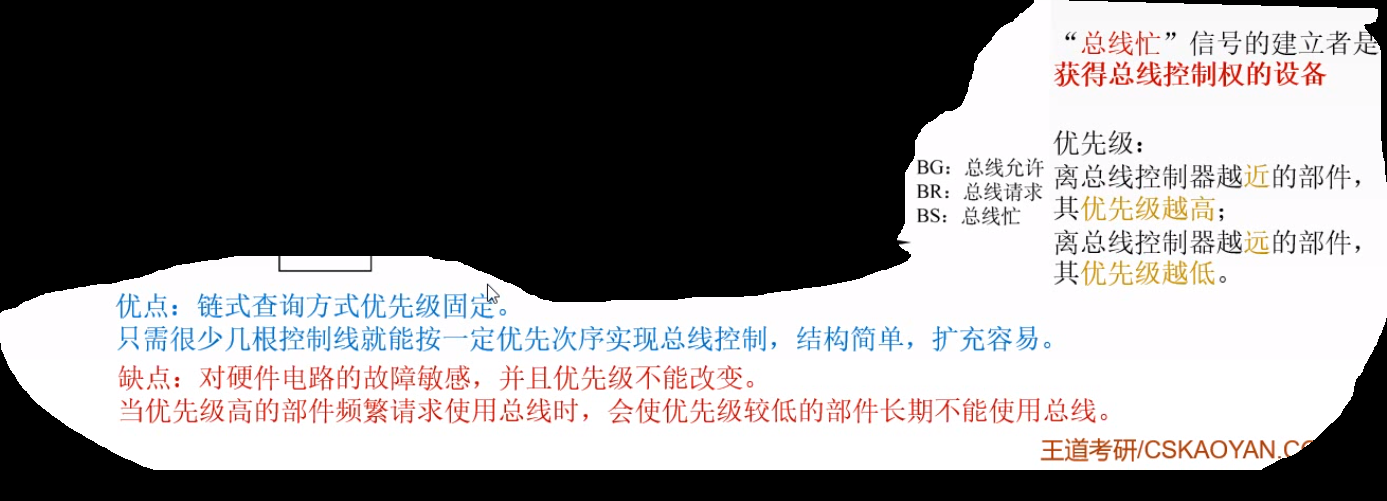 “总线忙”信号的建立者是
获得总线控制权的设备
优先级：
离总线控制器越近的部件，
其优先级越高；
离总线控制器越远的部件，
其优先级越低。
BG：总线允许
BR：总线请求
BS：总线忙
优点：链式查询方式优先级固定。
只需很少几根控制线就能按一定优先次序实现总线控制，结构简单，扩充容易。
缺点：对硬件电路的故障敏感，并且优先级不能改变。
当优先级高的部件频繁请求使用总线时，会使优先级较低的部件长期不能使用总线。
王道考研/CSKAOYAN.C